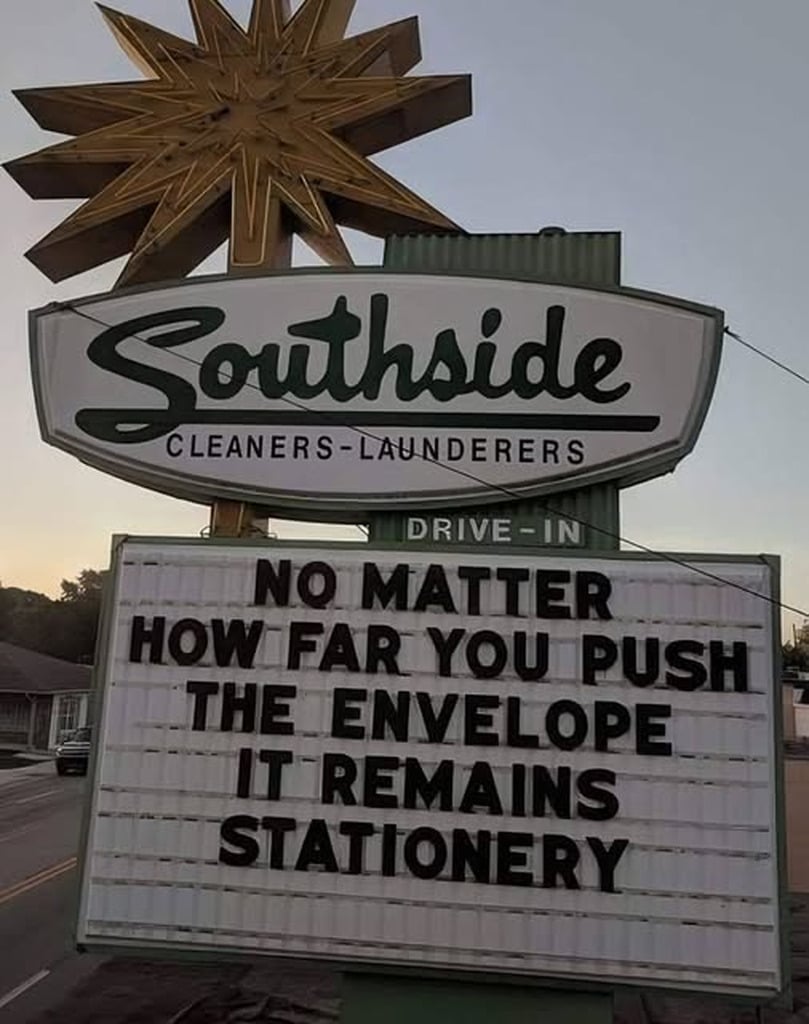 Southside
CLEANERS-LAUNDERERS
DRIVE-IN
NO MATTER
HOW FAR YOU PUSH
THE ENVELOPE
IT REMAINS
STATIONERY